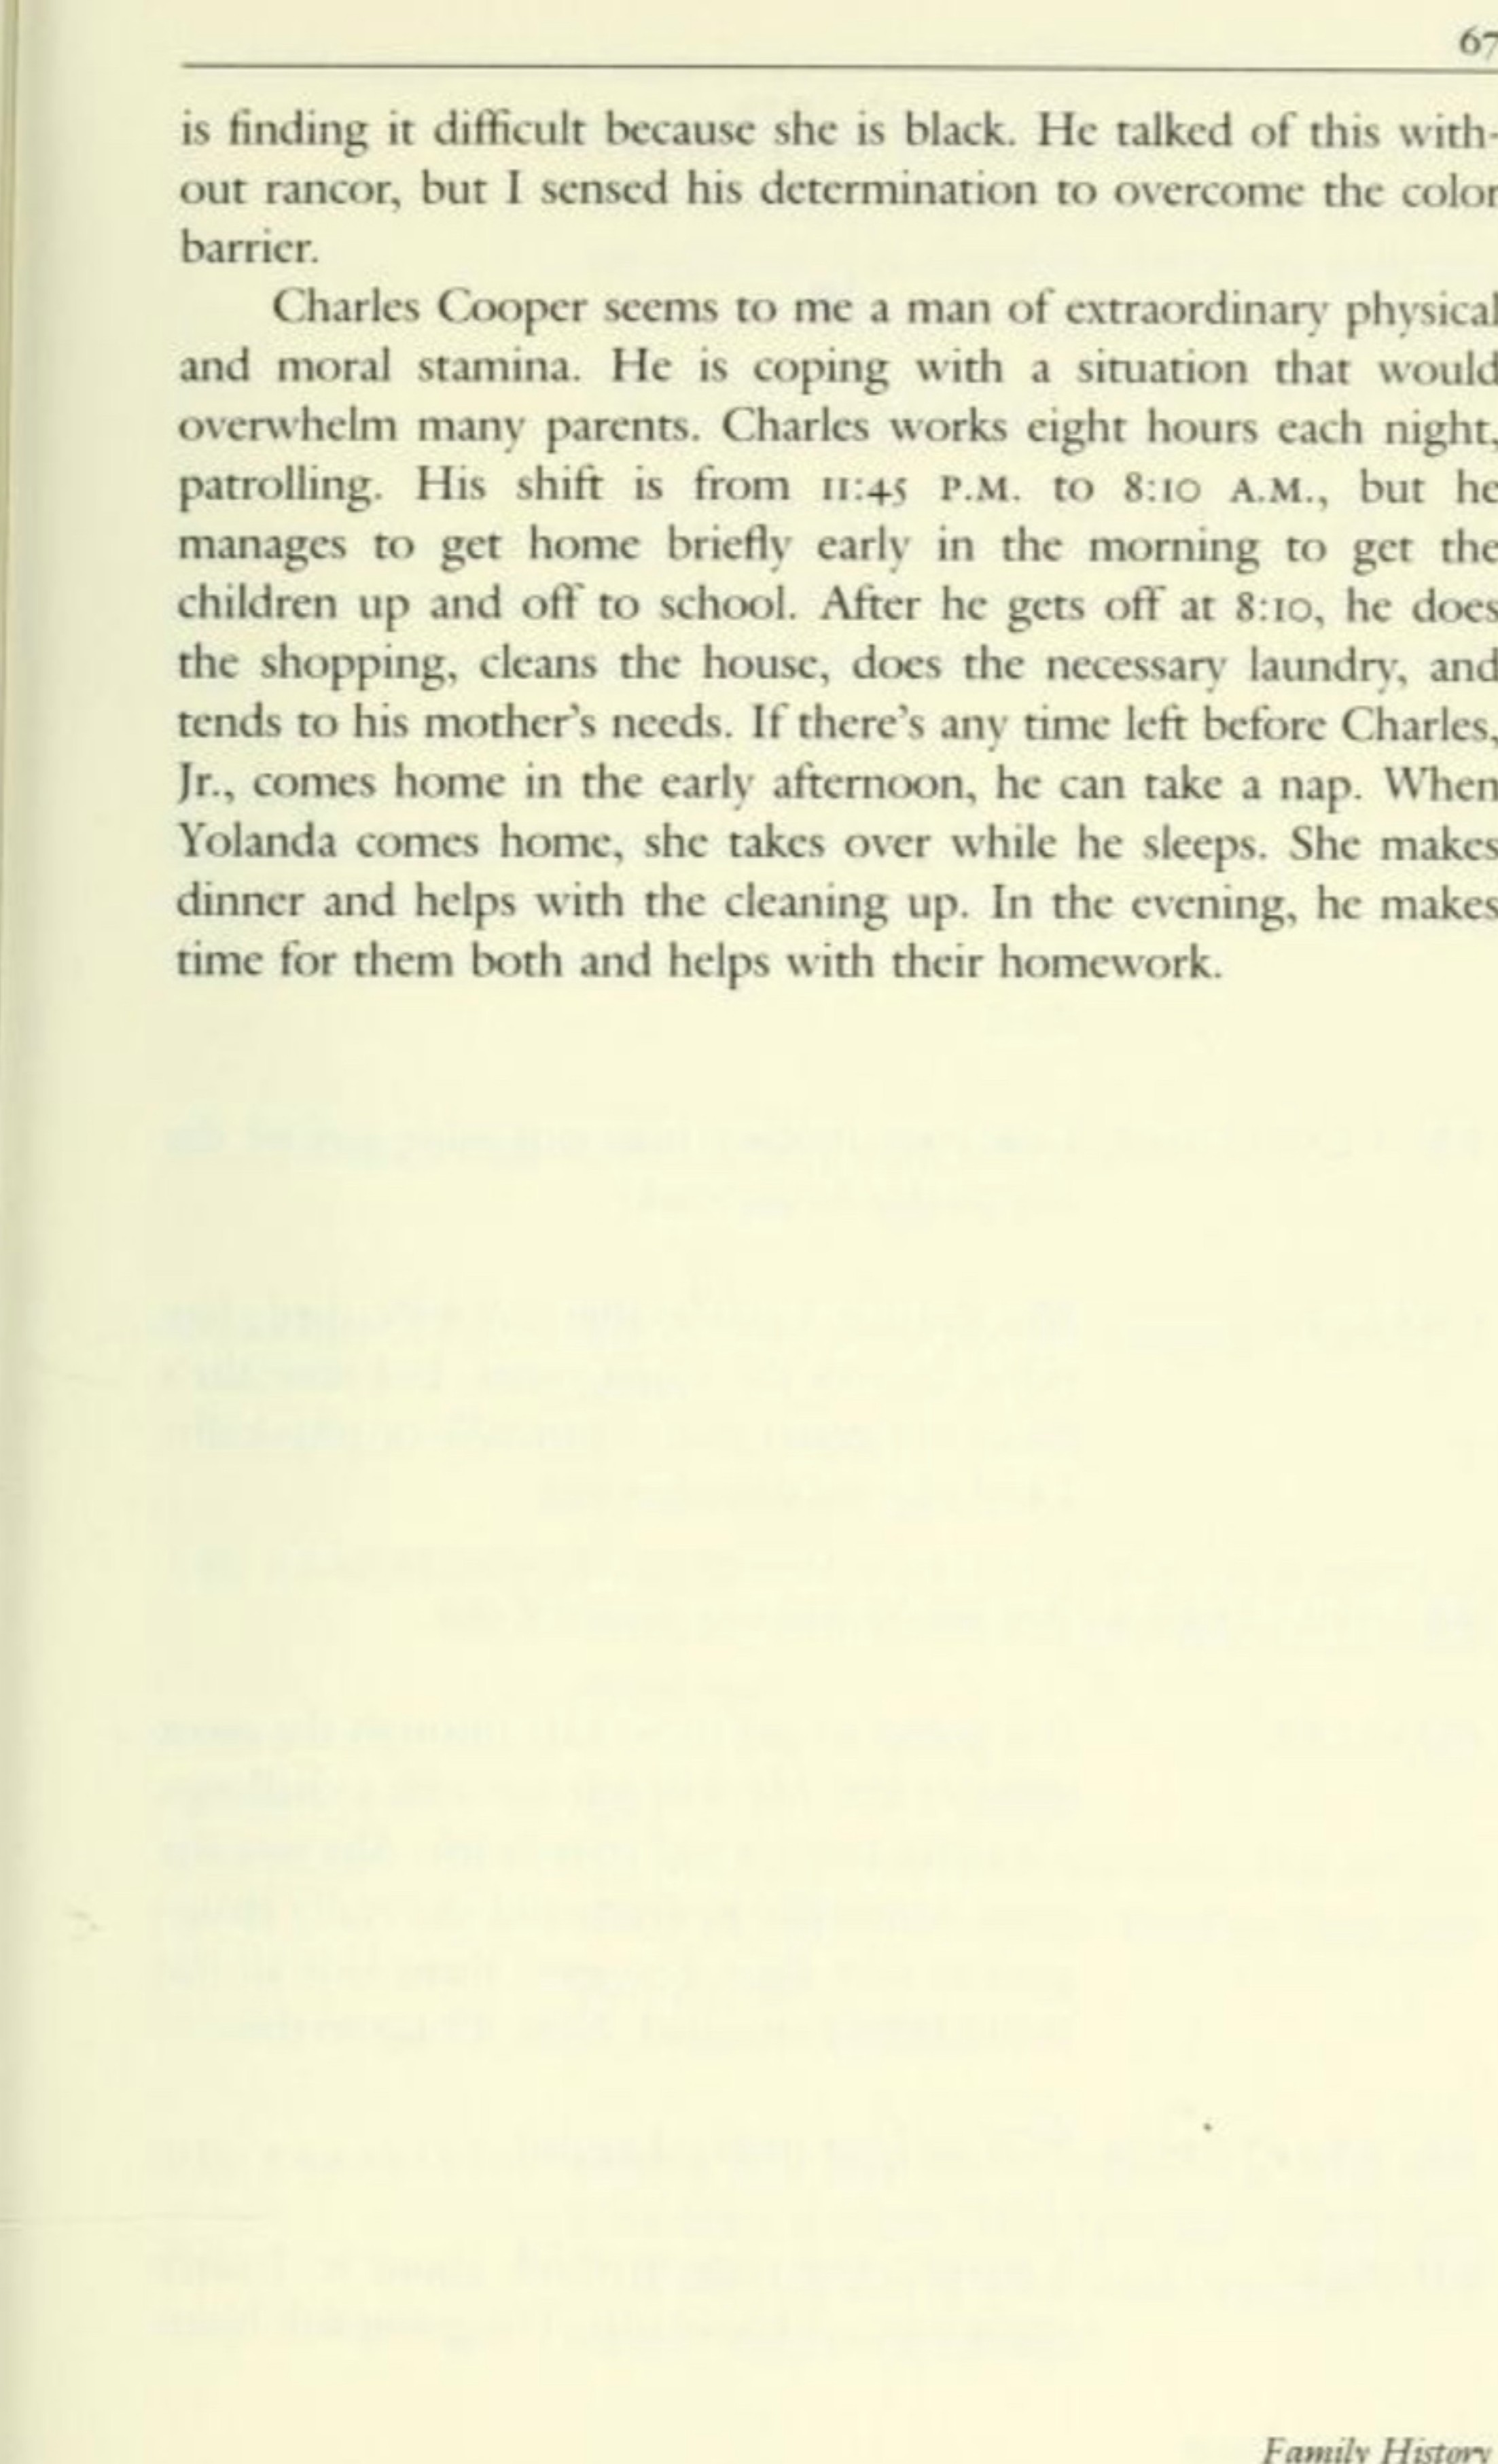 67
is finding it difficult because she is black. He talked of this with-
out rancor, but I sensed his determination to overcome the color
barrier.
Charles Cooper seems to me a man of extraordinary physical
and moral stamina. He is coping with a situation that would
overwhelm many parents. Charles works eight hours each night,
patrolling. His shift is from 11:45 P.M. to 8:10 A.M., but he
manages to get home briefly early in the morning to get the
children up and off to school. After he gets off at 8:10, he does
the shopping, cleans the house, does the necessary laundry, and
tends to his mother's needs. If there's any time left before Charles,
Jr., comes home in the early afternoon, he can take a nap. When
Yolanda comes home, she takes over while he sleeps. She makes
dinner and helps with the cleaning up. In the evening, he makes
time for them both and helps with their homework.
Family History